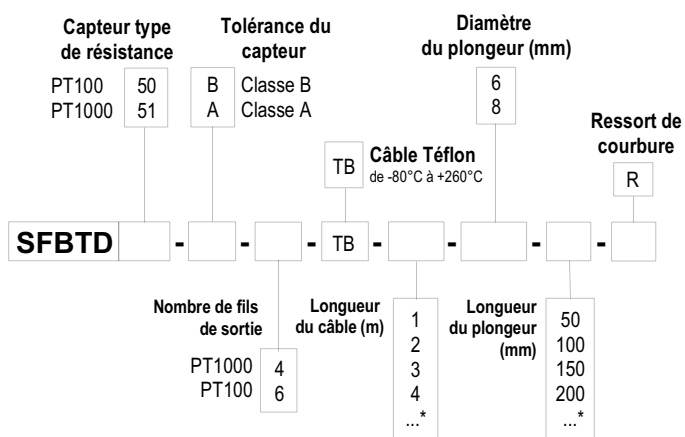 Capteur type
de résistance
PT100 50
PT1000 51
Tolérance du
capteur
B Classe B
A Classe A
Diamètre
du plongeur (mm)
6
8
Ressort de
courbure
R
TB Câble Téflon
de -80°C à +260°C
SFBTD - - - TB - - - -
Nombre de fils
de sortie
PT1000 4
PT100 6
Longueur
du câble (m)
1
2
3
4
...*
Longueur
du plongeur
(mm)
50
100
150
200
...*